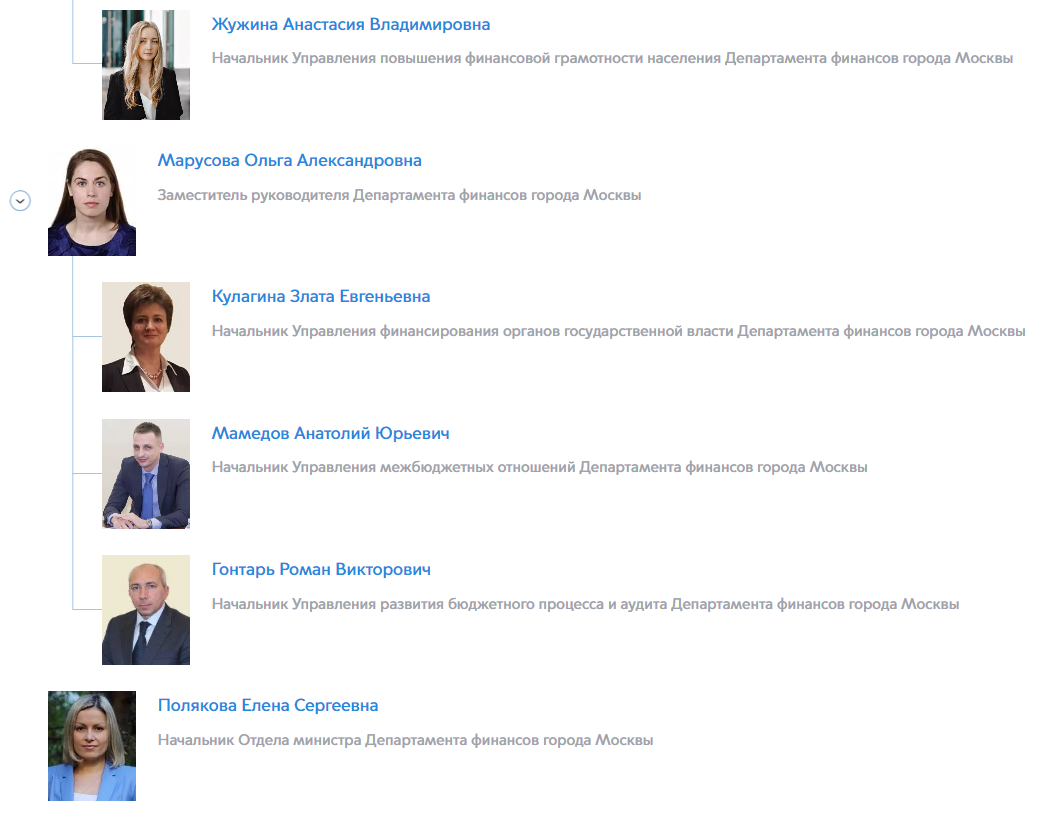 Жужина Анастасия Владимировна
Начальник Управления повышения финансовой грамотности населения Департамента финансов города Москвы
Марусова Ольга Александровна
Заместитель руководителя Департамента финансов города Москвы
Кулагина Злата Евгеньевна
Начальник Управления финансирования органов государственной власти Департамента финансов города Москвы
Мамедов Анатолий Юрьевич
Начальник Управления межбюджетных отношений Департамента финансов города Москвы
Гонтарь Роман Викторович
Начальник Управления развития бюджетного процесса и аудита Департамента финансов города Москвы
Полякова Елена Сергеевна
Начальник Отдела министра Департамента финансов города Москвы